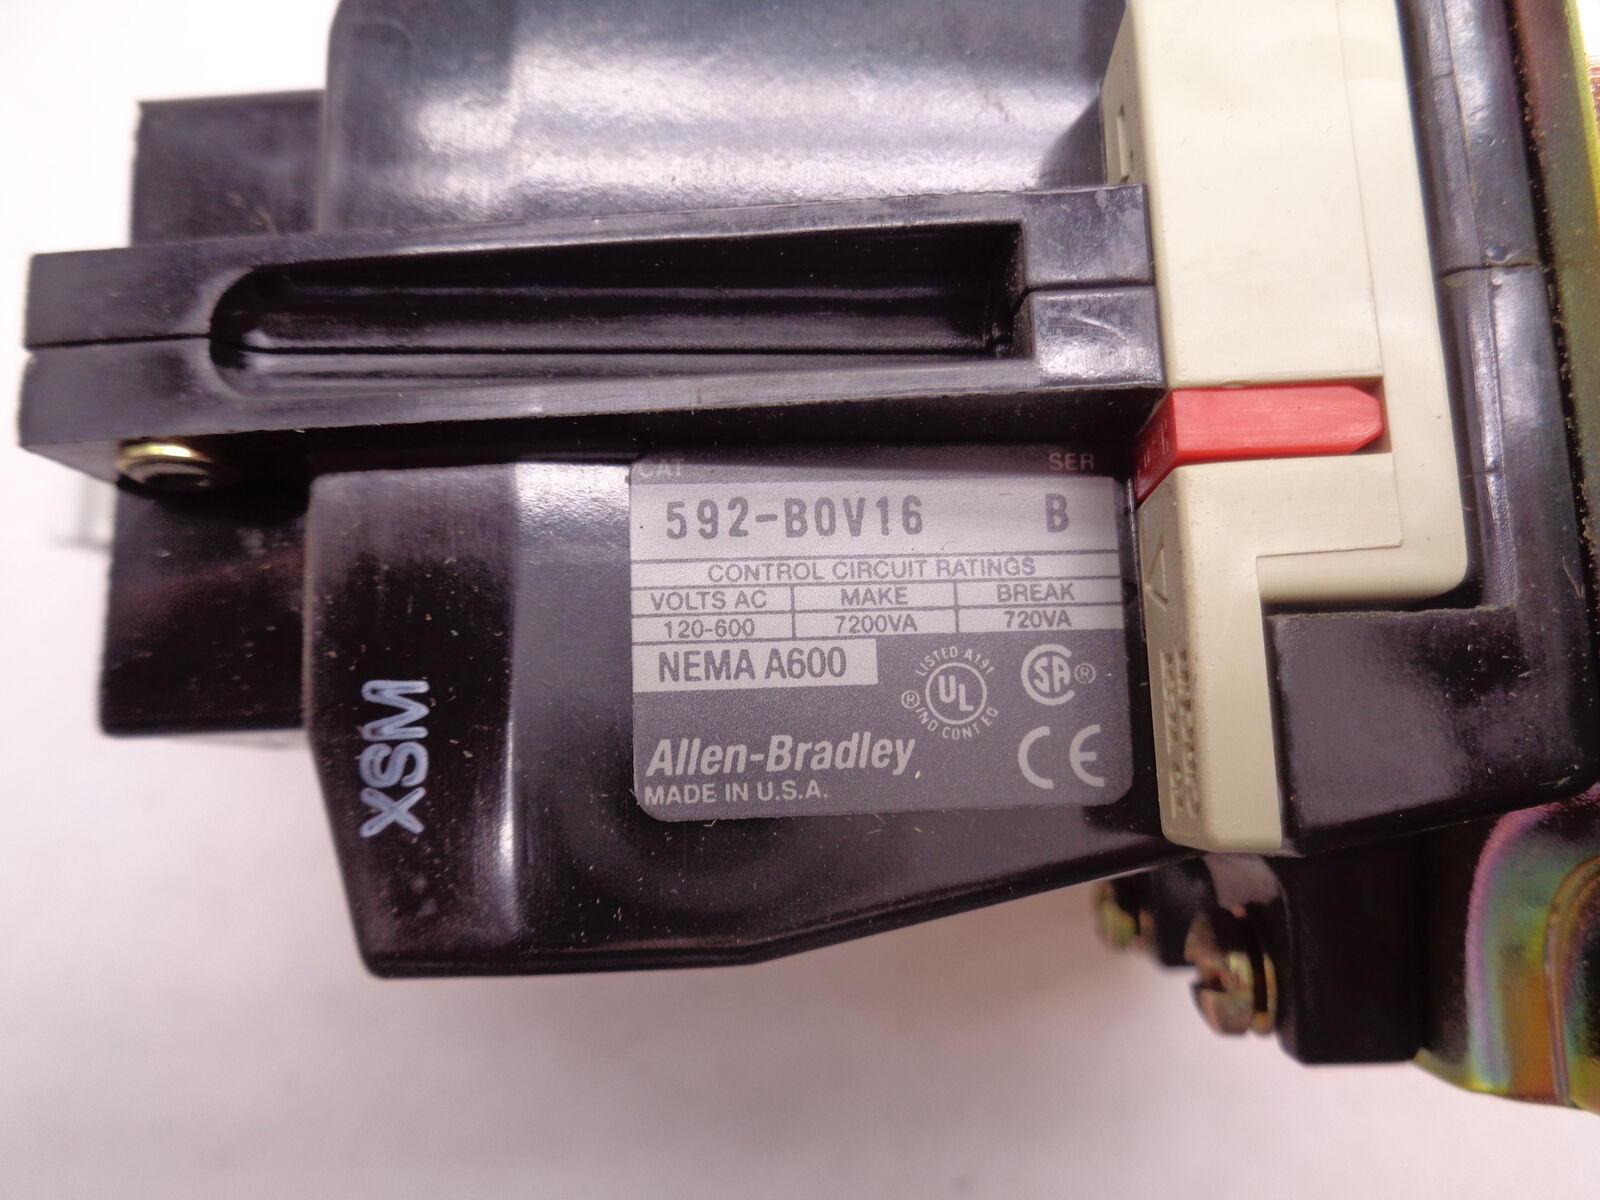 CAT SER
592-BOV16 B
CONTROL CIRCUIT RATINGS
VOLTS AC MAKE BREAK
120-600 7200VA 720VA
NEMA A600
LISTED A191
UL
® IND CONT EQ
SA ®
Allen-Bradley
CE
MADE IN U.S.A.
XSM